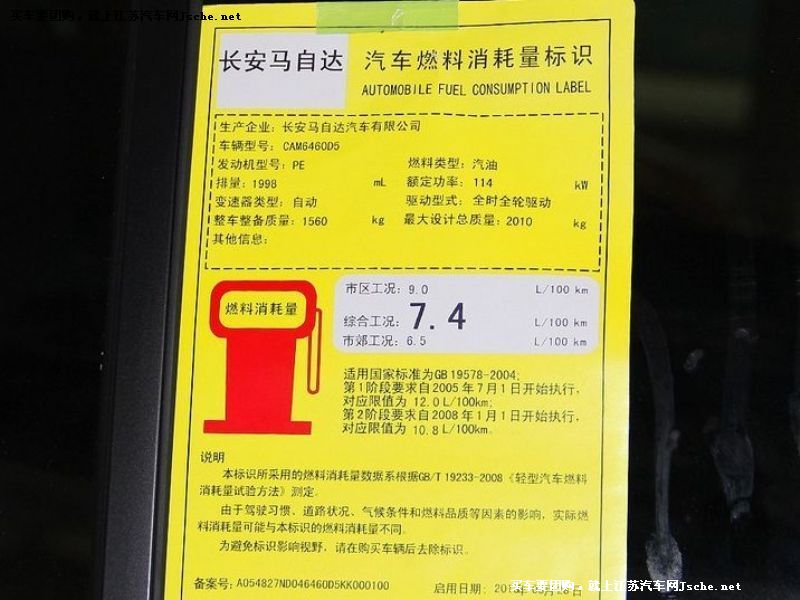 买车要团购，就上江苏汽车网Jsche.net
长安马自达 汽车燃料消耗量标识
AUTOMOBILE FUEL CONSUMPTION LABEL
生产企业：长安马自达汽车有限公司
车辆型号：CAM6460D5
发动机型号：PE 燃料类型：汽油
排量：1998 mL 额定功率：114 kW
变速器类型：自动 驱动型式：全时全轮驱动
整车整备质量：1560 kg 最大设计总质量：2010 kg
其他信息：
燃料消耗量
市区工况：9.0 L/100 km
综合工况：7.4 L/100 km
市郊工况：6.5 L/100 km
适用国家标准为GB 19578-2004；
第1阶段要求自2005年7月1日开始执行，
对应限值为 12.0 L/100km；
第2阶段要求自2008年1月1日开始执行，
对应限值为 10.8 L/100km。
说明
本标识所采用的燃料消耗量数据系根据GB/T 19233-2008《轻型汽车燃料
消耗量试验方法》测定。
由于驾驶习惯、道路状况、气候条件和燃料品质等因素的影响，实际燃
料消耗量可能与本标识的燃料消耗量不同。
为避免标识影响视野，请在购买车辆后去除标识。
备案号：A054827ND046460D5KK000100 启用日期：
买车要团购，就上江苏汽车网Jsche.net